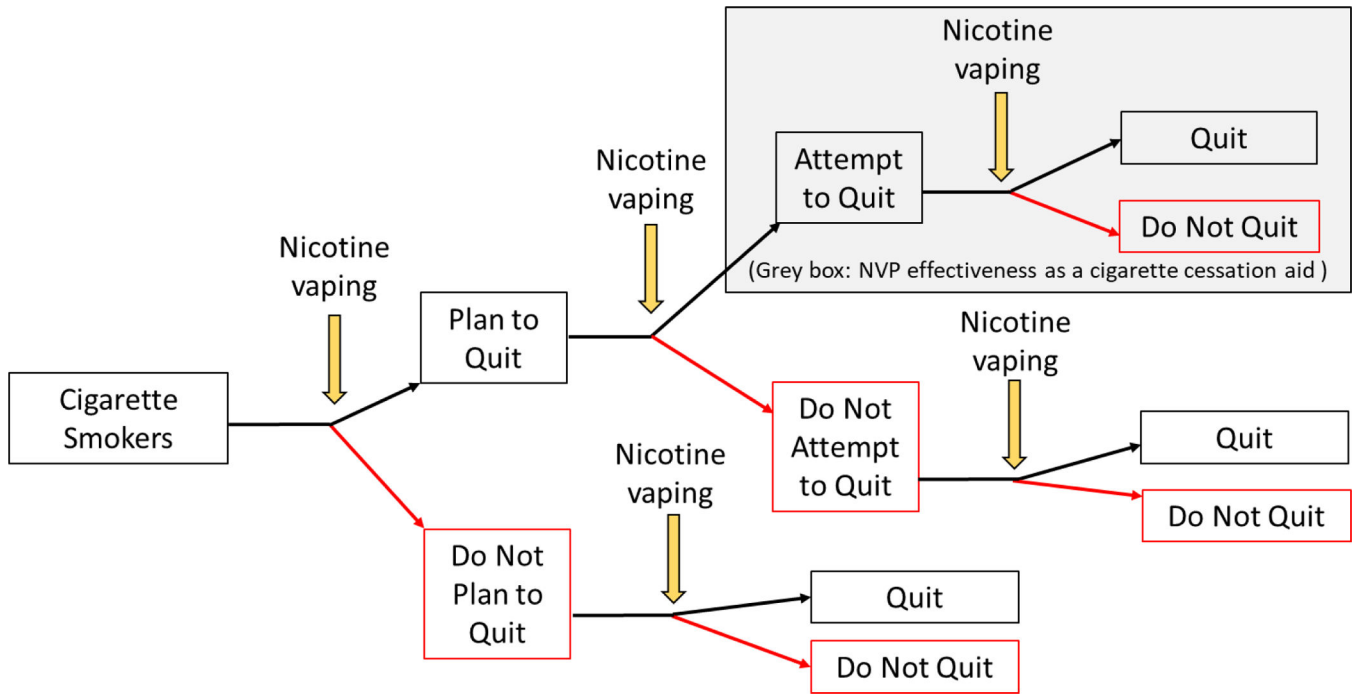 Nicotine
vaping
Nicotine
vaping
Attempt
to Quit
Quit
Do Not Quit
(Grey box: NVP effectiveness as a cigarette cessation aid )
Nicotine
vaping
Plan to
Quit
Nicotine
vaping
Cigarette
Smokers
Do Not
Attempt
to Quit
Quit
Do Not Quit
Nicotine
vaping
Do Not
Plan to
Quit
Quit
Do Not Quit